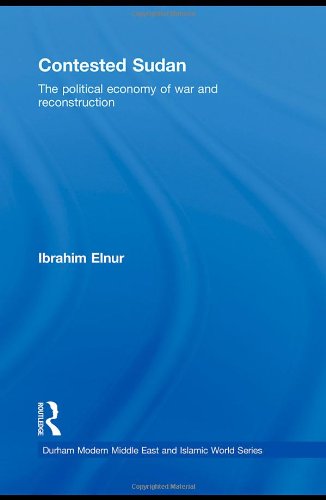 Contested Sudan
The political economy of war and
reconstruction
Ibrahim Elnur
ROUTLEDGE
Durham Modern Middle East and Islamic World Series